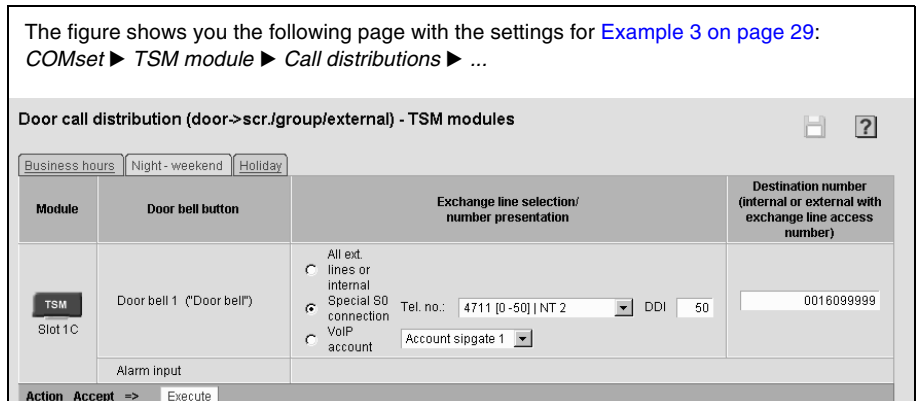 The figure shows you the following page with the settings for Example 3 on page 29:
COMset ▶ TSM module ▶ Call distributions ▶ ...
Door call distribution (door->scr./group/external) - TSM modules
?
Business hours Night - weekend Holiday
Module
Door bell button
Exchange line selection/
number presentation
Destination number
(internal or external with
exchange line access
number)
TSM
Slot 1C
Door bell 1 ("Door bell")
All ext.
lines or
internal
Special S0
connection
Tel. no.: 4711 [0 -50] | NT 2 DDI 50
VoIP
account
Account sipgate 1
0016099999
Alarm input
Action Accept => Execute